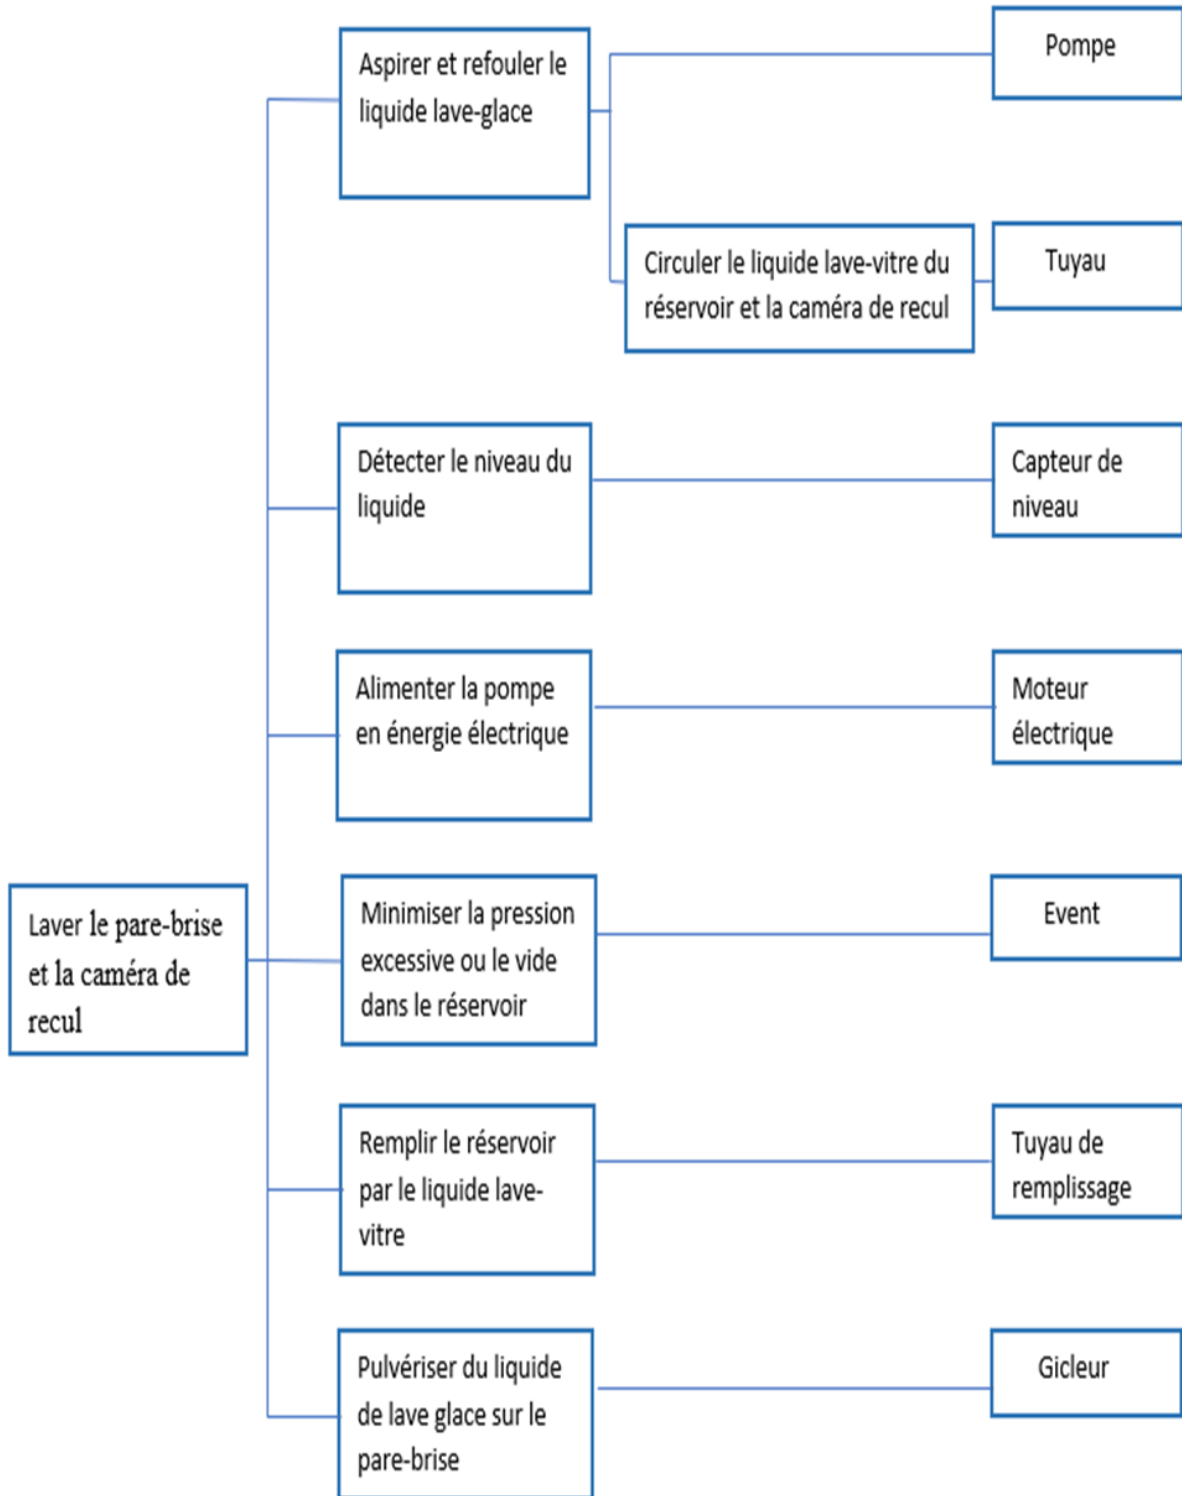 Aspirer et refouler le
liquide lave-glace
Pompe
Circuler le liquide lave-vitre du
réservoir et la caméra de recul
Tuyau
Détecter le niveau du
liquide
Capteur de
niveau
Alimenter la pompe
en énergie électrique
Moteur
électrique
Laver le pare-brise
et la caméra de
recul
Minimiser la pression
excessive ou le vide
dans le réservoir
Event
Remplir le réservoir
par le liquide lave-
vitre
Tuyau de
remplissage
Pulvériser du liquide
de lave glace sur le
pare-brise
Gicleur